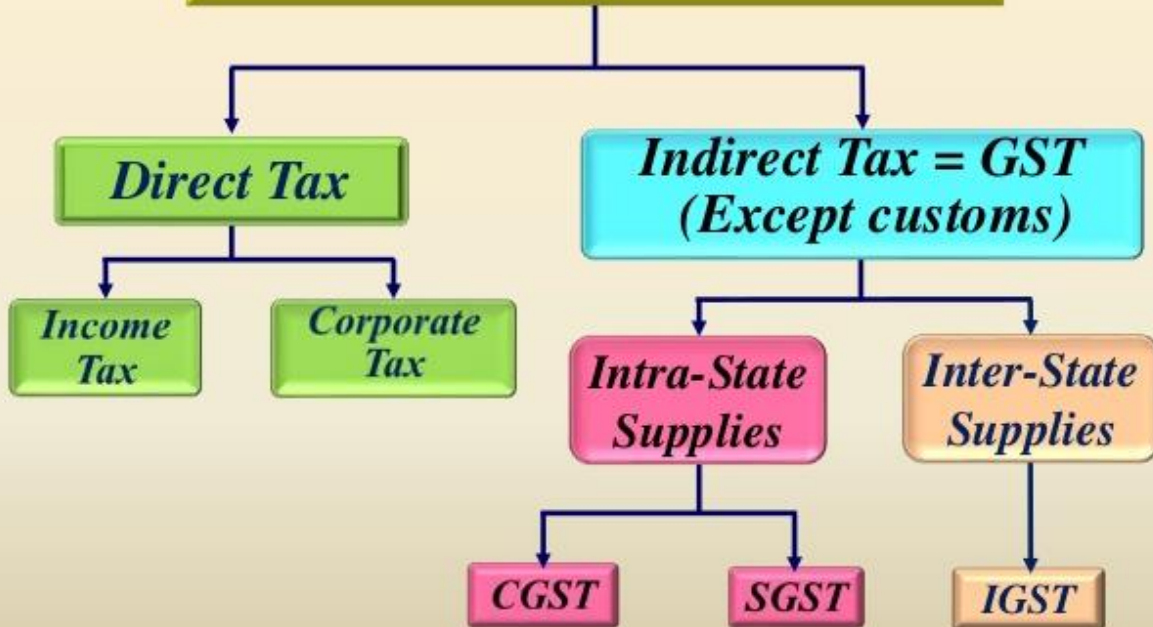 Direct Tax
Indirect Tax = GST
(Except customs)
Income
Tax
Corporate
Tax
Intra-State
Supplies
Inter-State
Supplies
CGST
SGST
IGST